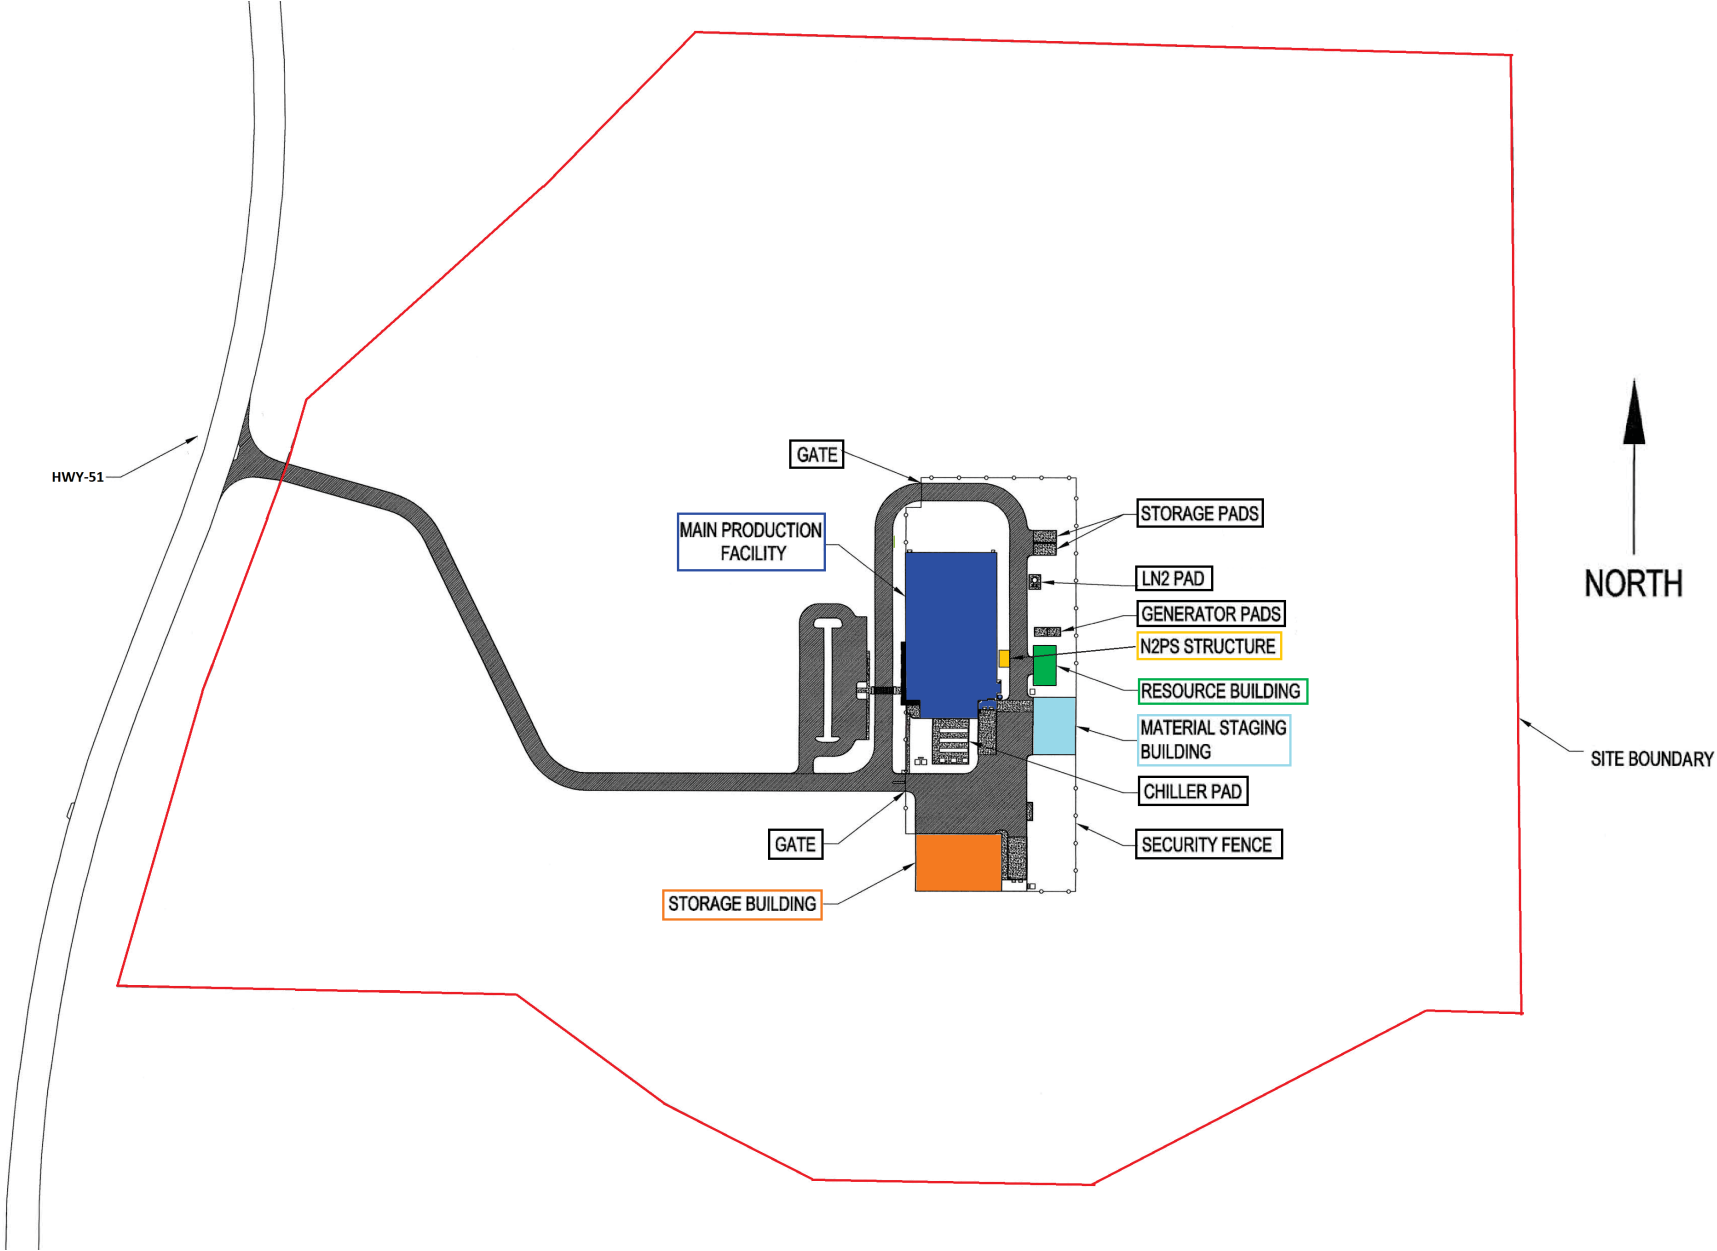 GATE
HWY-51
STORAGE PADS
MAIN PRODUCTION
FACILITY
LN2 PAD
NORTH
GENERATOR PADS
N2PS STRUCTURE
RESOURCE BUILDING
MATERIAL STAGING
BUILDING
SITE BOUNDARY
CHILLER PAD
GATE
SECURITY FENCE
STORAGE BUILDING